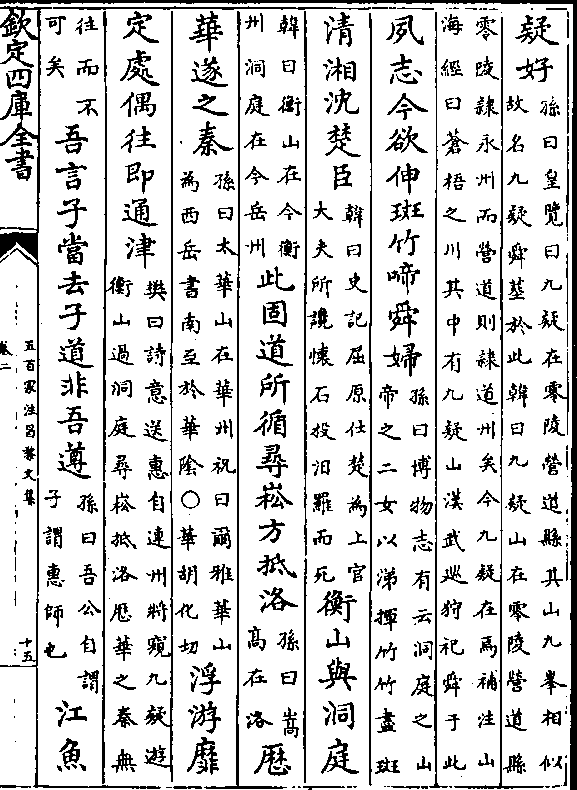 疑好孫曰皇覽曰九疑在零陵營道縣其山九峯相似
故名九疑舜墓於此韓曰九疑山在零陵營道縣
零陵隷永州而營道則隷道州矣今九疑在焉補注山
海經曰蒼梧之川其中有九疑山漢武廵狩祀舜于此
夙志今欲伸斑竹啼舜婦孫曰博物志有云洞庭之山
帝之二女以涕揮竹竹盡斑
清湘沈楚臣韓曰史記屈原仕楚為上官
大夫所讒懷石投汨羅而死衡山與洞庭
韓曰衡山在今衡
州洞庭在今岳州此固道所循尋崧方抵洛孫曰嵩
高在洛歴
華遂之秦孫曰太華山在華州祝曰爾雅華山
為西岳書南至於華隂○華胡化切浮游靡
定處偶往即通津樊曰詩意送惠自連州將窺九疑遊
衡山過洞庭尋崧抵洛歴華之秦無
往而不
可矣吾言子當去子道非吾遵孫曰吾公自謂
子謂惠師也江魚
欽定四庫全書
五百家注昌黎文集
卷二
十五